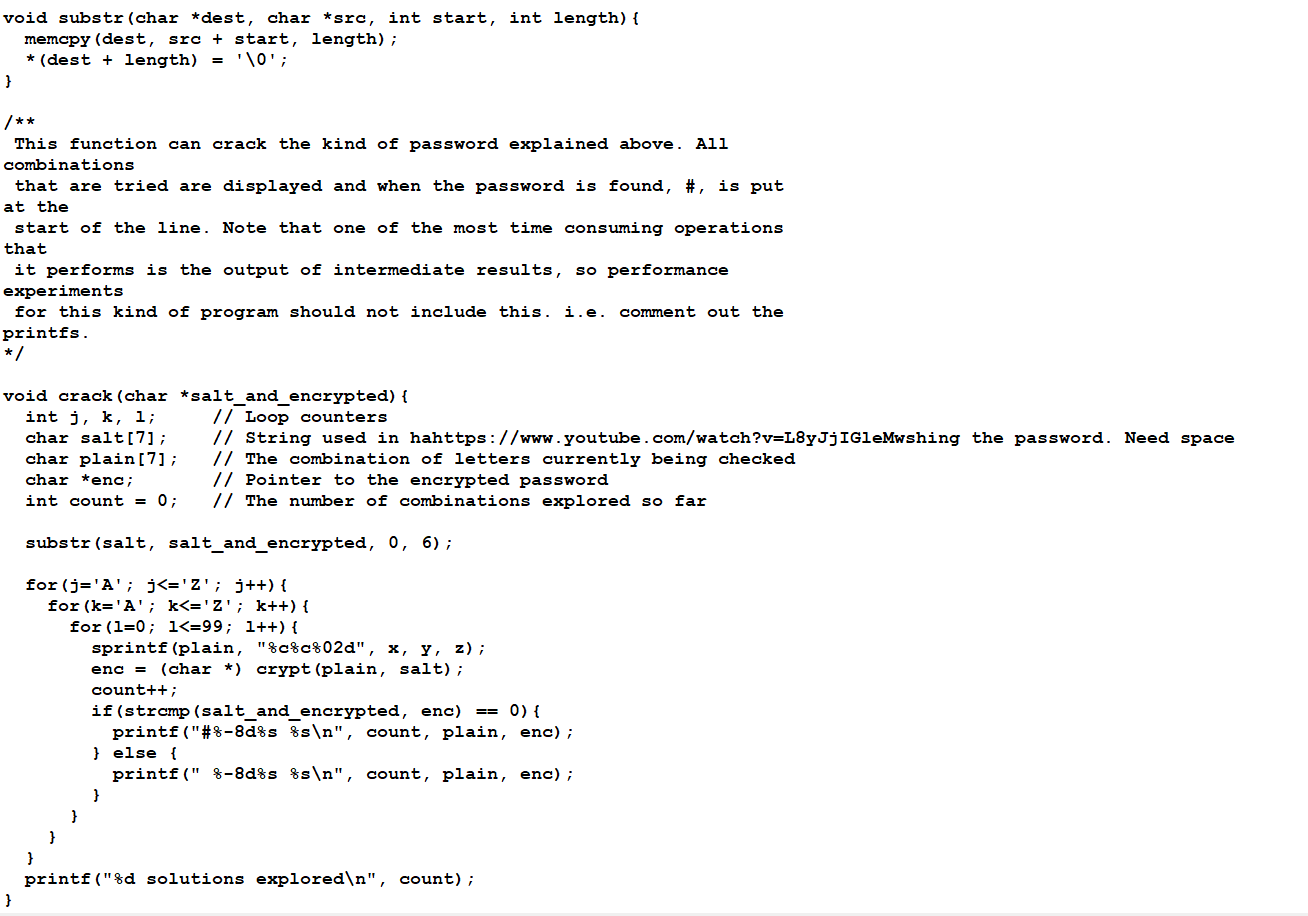 void substr(char *dest, char *src, int start, int length){
  memcpy(dest, src + start, length);
  *(dest + length) = '\0';
}

/**
 This function can crack the kind of password explained above. All
combinations
 that are tried are displayed and when the password is found, #, is put
at the
 start of the line. Note that one of the most time consuming operations
that
 it performs is the output of intermediate results, so performance
experiments
 for this kind of program should not include this. i.e. comment out the
printfs.
*/

void crack(char *salt_and_encrypted){
  int j, k, l;     // Loop counters
  char salt[7];    // String used in hahttps://www.youtube.com/watch?v=L8yJjIGleMwshing the password. Need space
  char plain[7];   // The combination of letters currently being checked
  char *enc;       // Pointer to the encrypted password
  int count = 0;   // The number of combinations explored so far

  substr(salt, salt_and_encrypted, 0, 6);

  for(j='A'; j<='Z'; j++){
    for(k='A'; k<='Z'; k++){
      for(l=0; l<=99; l++){
        sprintf(plain, "%c%c%02d", x, y, z);
        enc = (char *) crypt(plain, salt);
        count++;
        if(strcmp(salt_and_encrypted, enc) == 0){
          printf("#%-8d%s %s\n", count, plain, enc);
        } else {
          printf(" %-8d%s %s\n", count, plain, enc);
        }
      }
    }
  }
  printf("%d solutions explored\n", count);
}